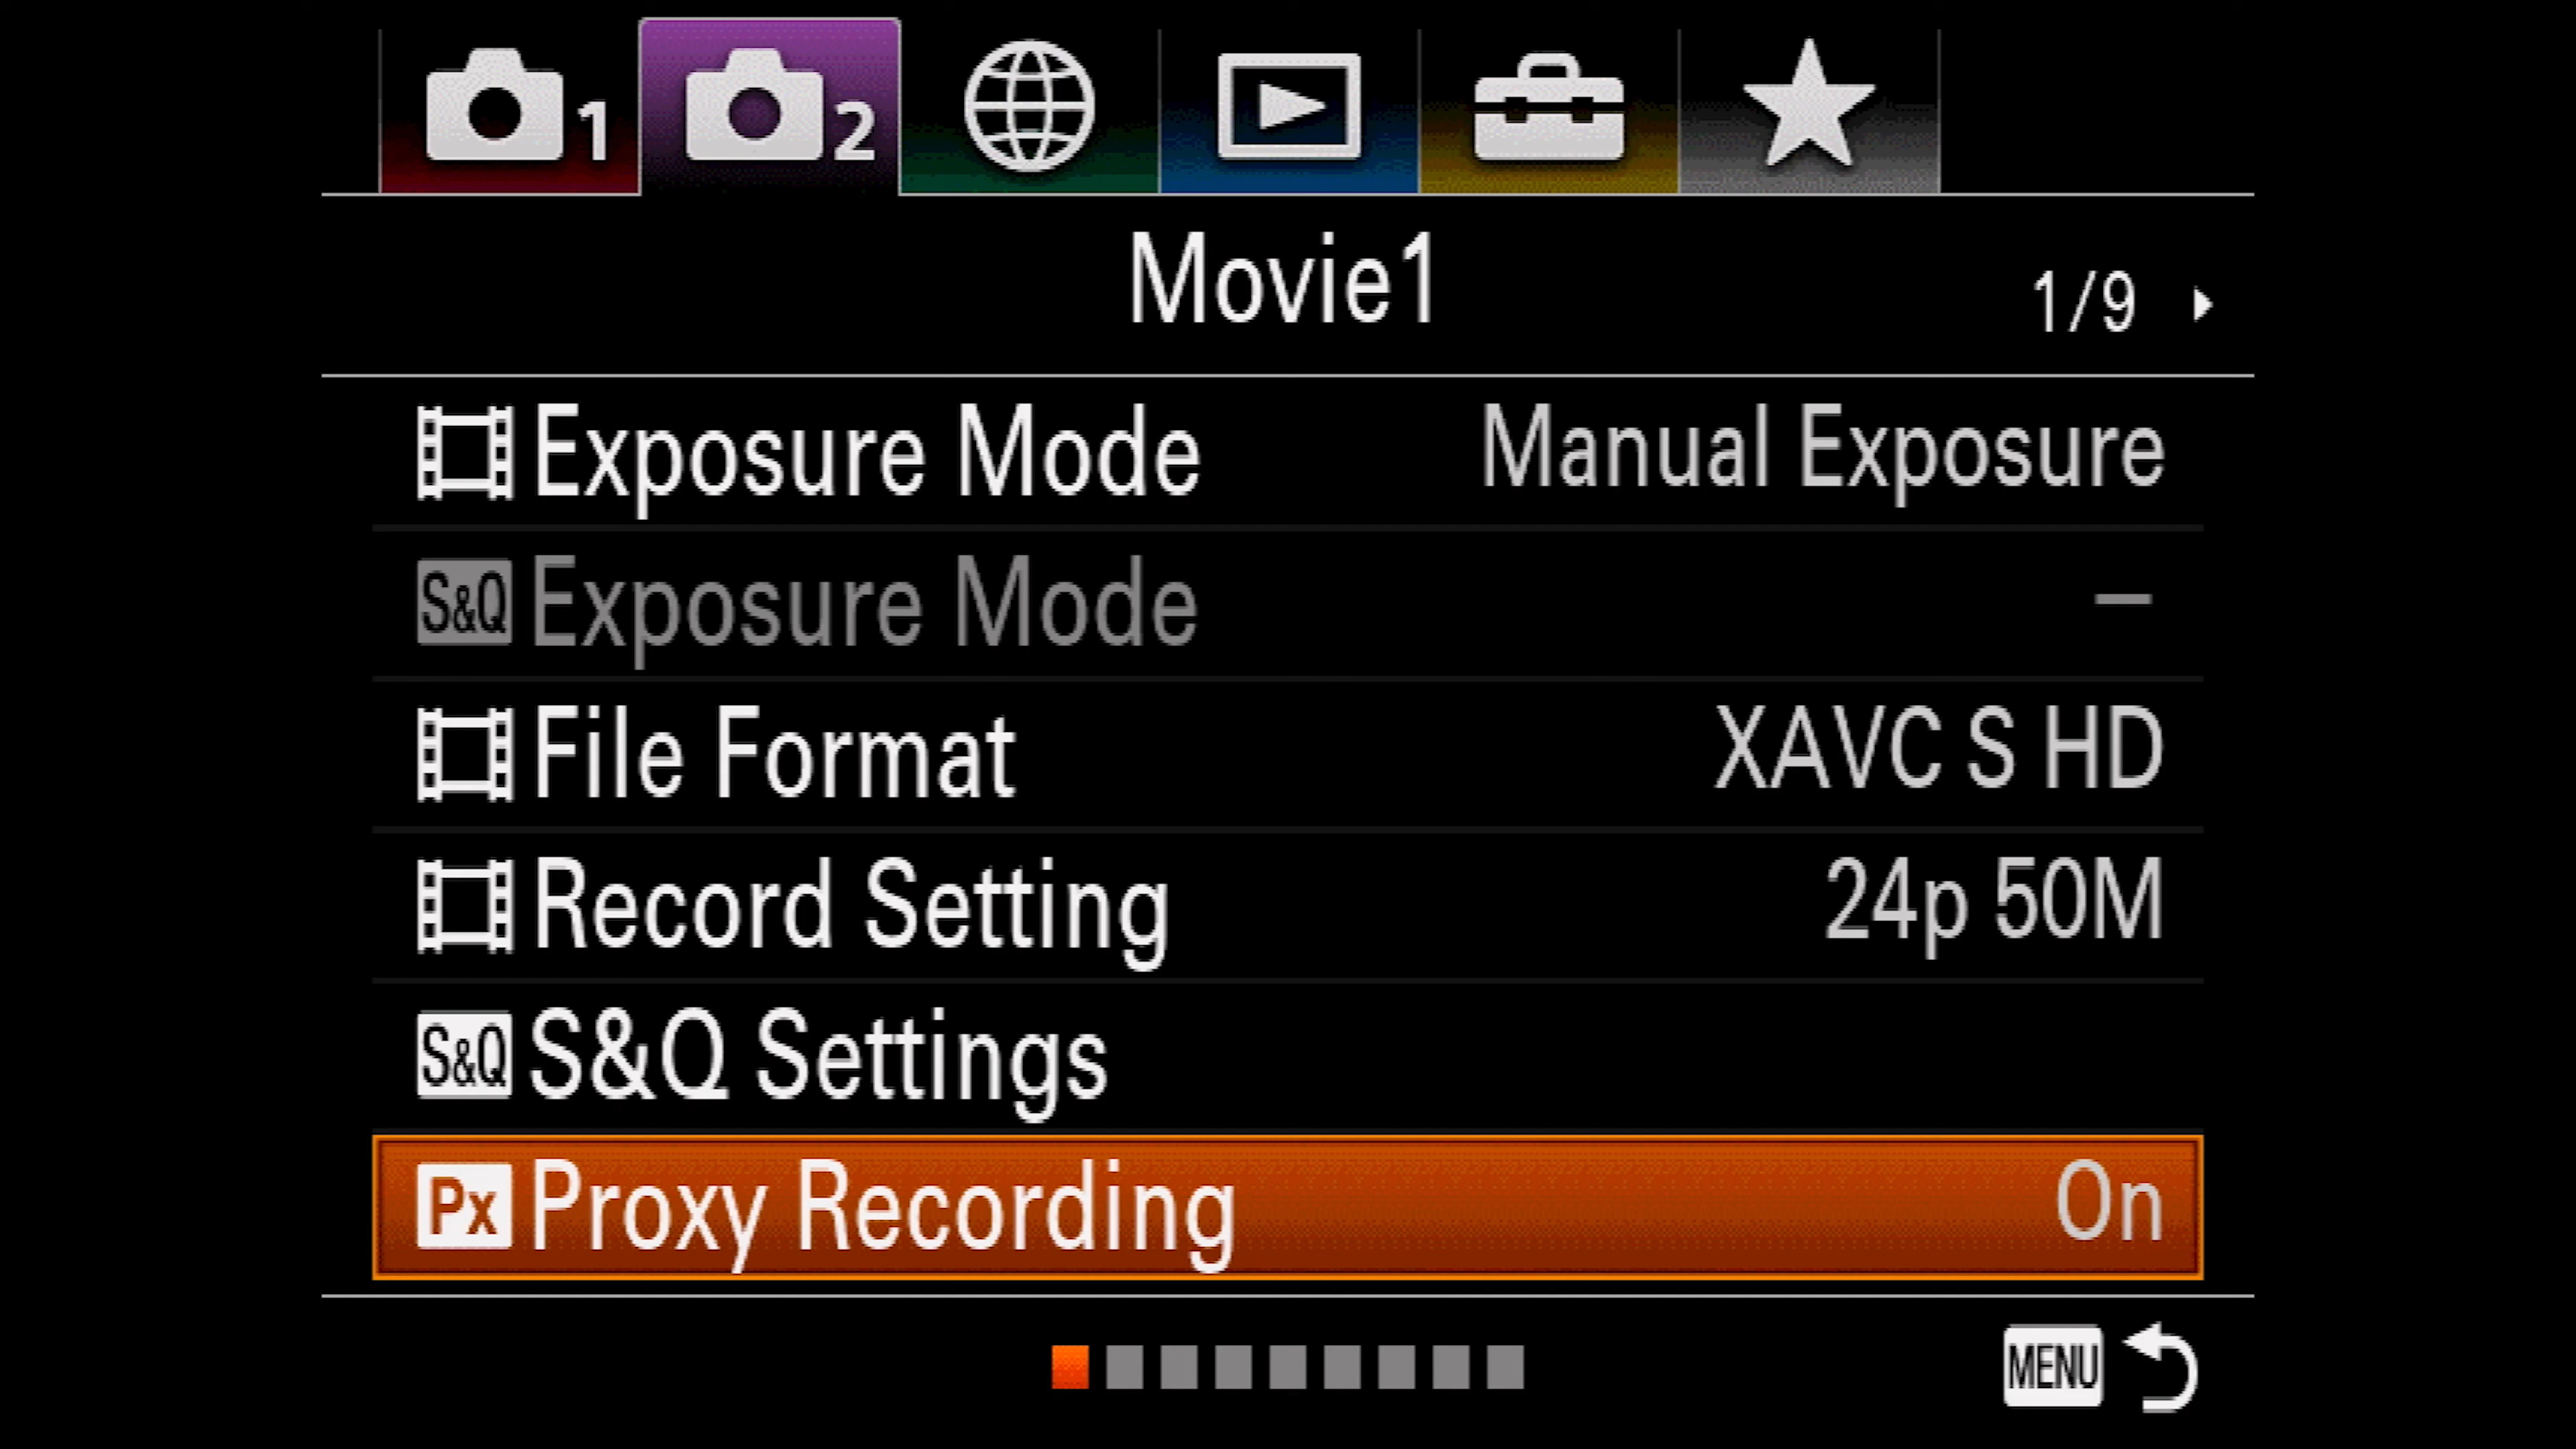 1 2
Movie1 1/9
Exposure Mode Manual Exposure
S&Q Exposure Mode –
File Format XAVC S HD
Record Setting 24p 50M
S&Q S&Q Settings
Px Proxy Recording On
MENU